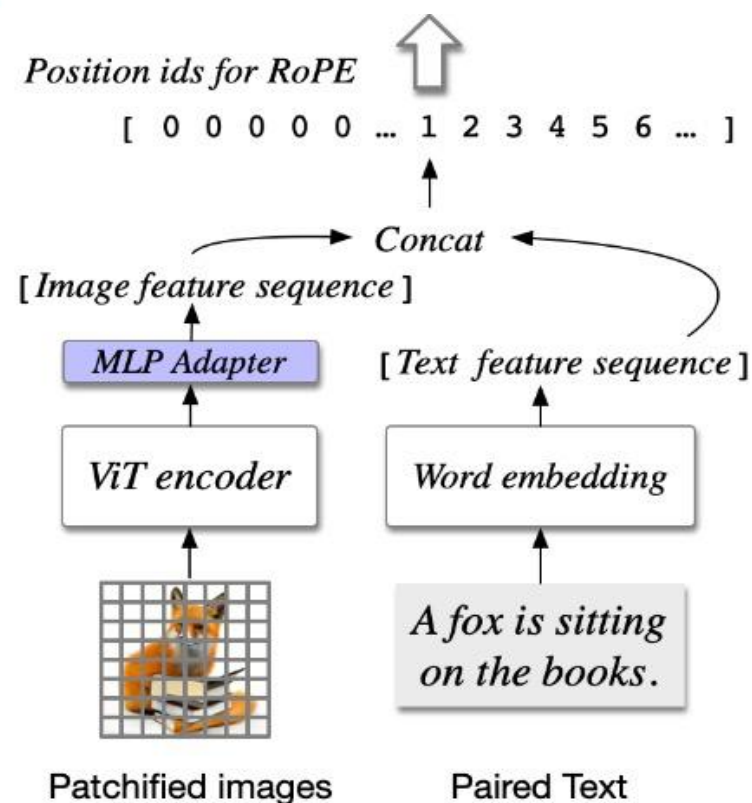 Position ids for RoPE
[ 0 0 0 0 0 … 1 2 3 4 5 6 … ]
Concat
[Image feature sequence]
MLP Adapter
[Text feature sequence]
ViT encoder
Word embedding
A fox is sitting
on the books.
Patchified images
Paired Text